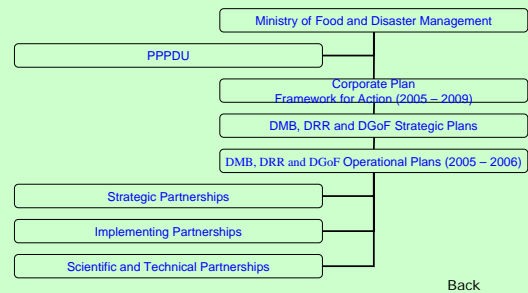 Ministry of Food and Disaster Management
PPPDU
Corporate Plan
Framework for Action (2005 – 2009)
DMB, DRR and DGoF Strategic Plans
DMB, DRR and DGoF Operational Plans (2005 – 2006)
Strategic Partnerships
Implementing Partnerships
Scientific and Technical Partnerships
Back